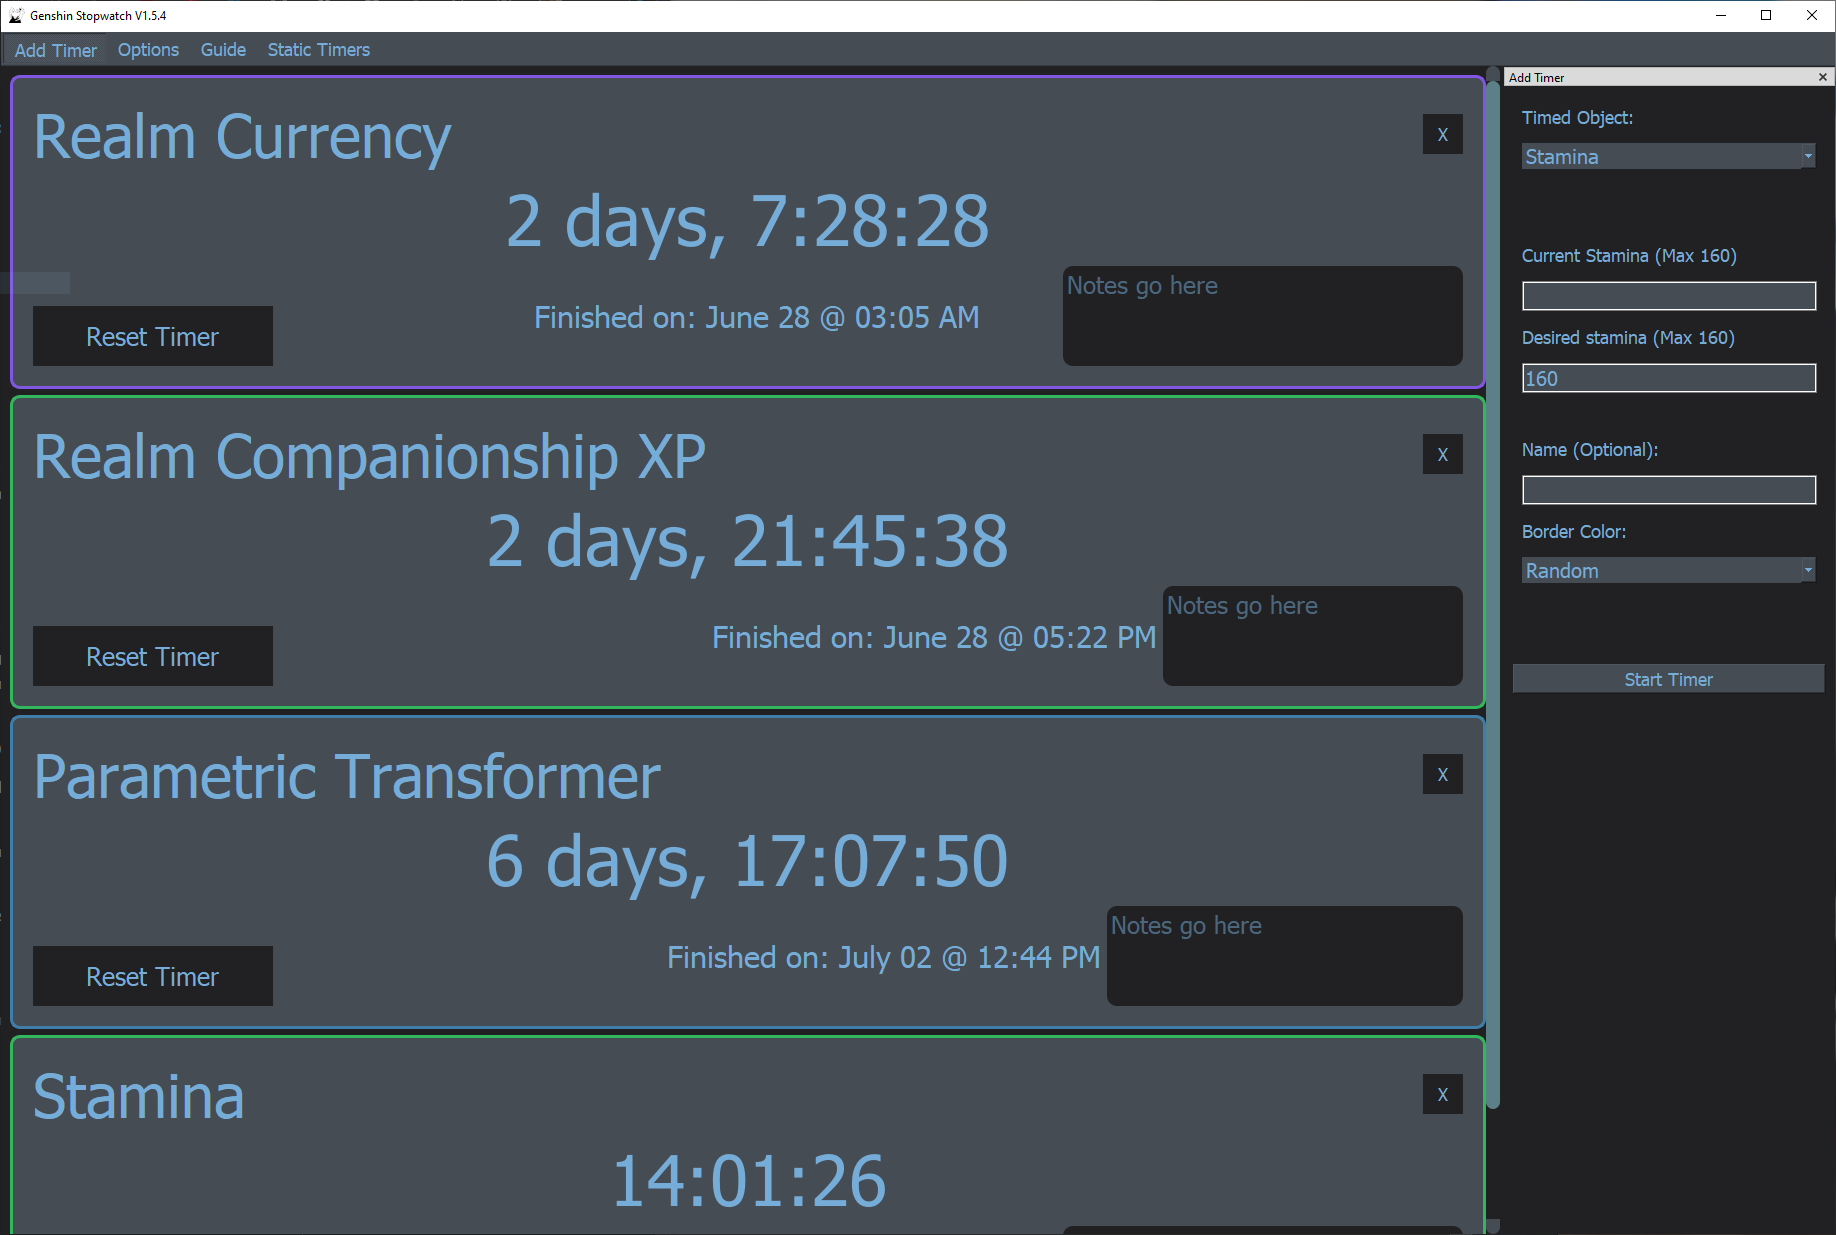 Genshin Stopwatch V1.5.4
Add Timer Options Guide Static Timers
Realm Currency
X
2 days, 7:28:28
Notes go here
Finished on: June 28 @ 03:05 AM
Reset Timer
Realm Companionship XP
X
2 days, 21:45:38
Notes go here
Finished on: June 28 @ 05:22 PM
Reset Timer
Parametric Transformer
X
6 days, 17:07:50
Notes go here
Finished on: July 02 @ 12:44 PM
Reset Timer
Stamina
X
14:01:26
Add Timer
Timed Object:
Stamina
Current Stamina (Max 160)
Desired stamina (Max 160)
160
Name (Optional):
Border Color:
Random
Start Timer